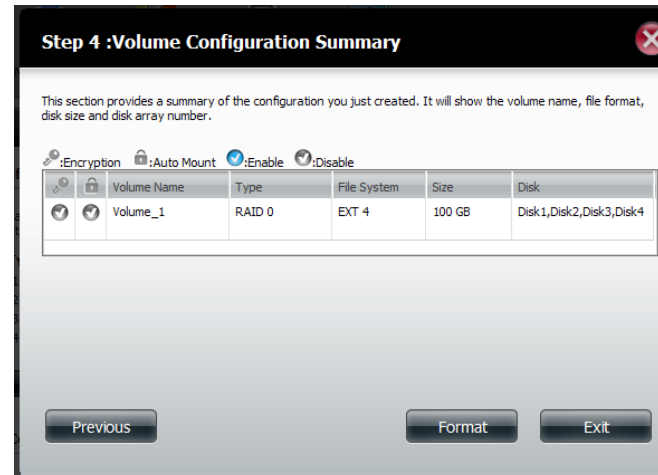 Step 4 :Volume Configuration Summary
This section provides a summary of the configuration you just created. It will show the volume name, file format,
disk size and disk array number.
:Encryption :Auto Mount :Enable :Disable
Volume Name Type File System Size Disk
Volume_1 RAID 0 EXT 4 100 GB Disk1,Disk2,Disk3,Disk4
Previous Format Exit